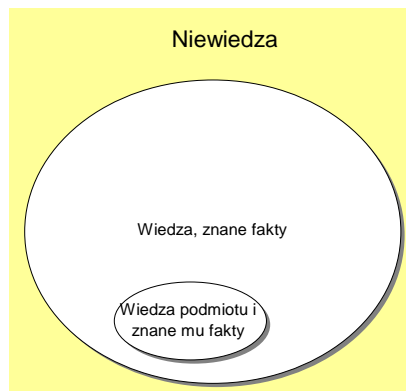 Niewiedza
Wiedza, znane fakty
Wiedza podmiotu i
znane mu fakty